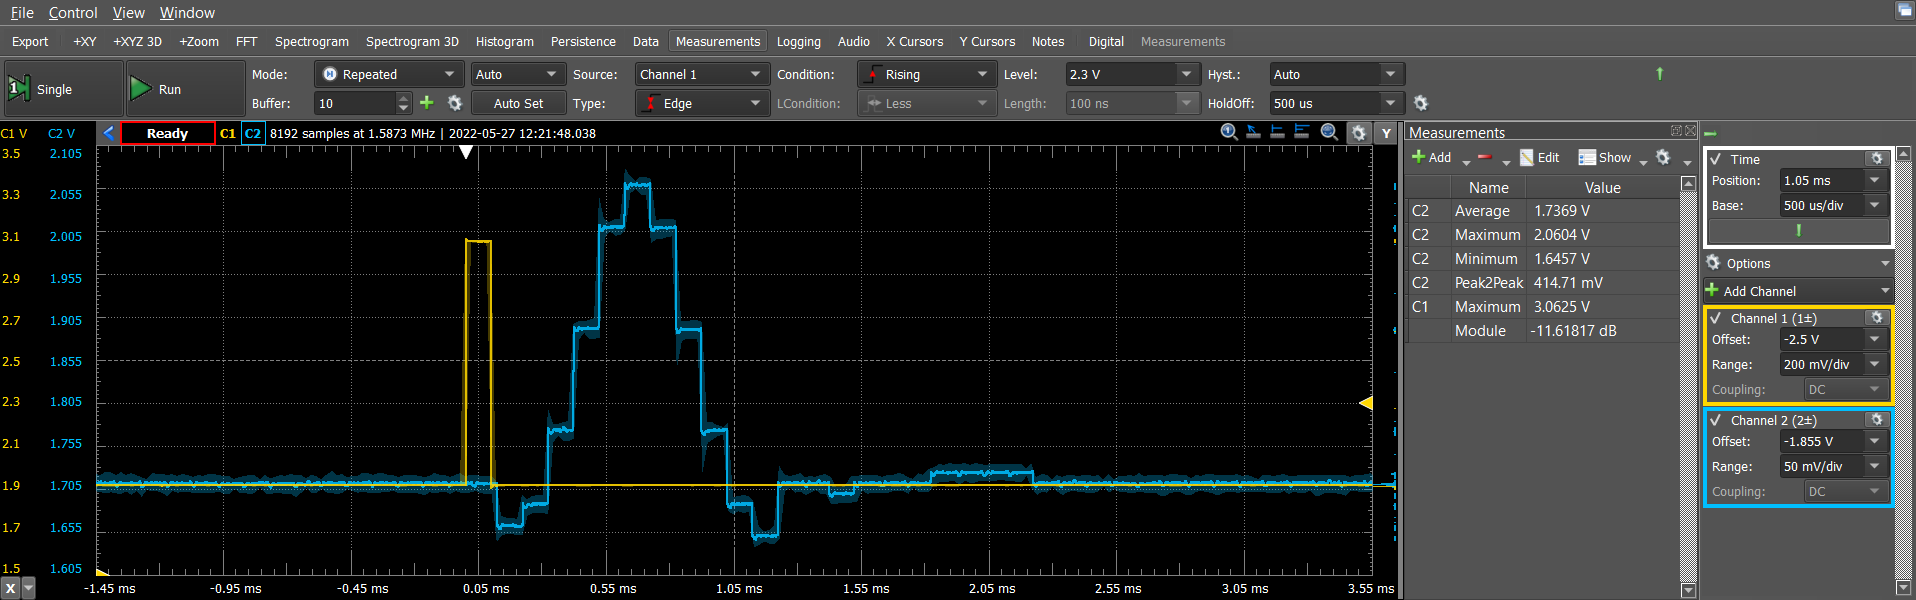 File Control View Window
Export +XY +XYZ 3D +Zoom FFT Spectrogram Spectrogram 3D Histogram Persistence Data Measurements Logging Audio X Cursors Y Cursors Notes Digital Measurements
1 Single Run Mode: Repeated Auto Source: Channel 1 Condition: Rising Level: 2.3 V Hyst.: Auto
Buffer: 10 Auto Set Type: Edge LCondition: Less Length: 100 ns HoldOff: 500 us
C1 V C2 V Ready C1 C2 8192 samples at 1.5873 MHz | 2022-05-27 12:21:48.038 Y
3.5 2.105
3.3 2.055
3.1 2.005
2.9 1.955
2.7 1.905
2.5 1.855
2.3 1.805
2.1 1.755
1.9 1.705
1.7 1.655
1.5 1.605
X -1.45 ms -0.95 ms -0.45 ms 0.05 ms 0.55 ms 1.05 ms 1.55 ms 2.05 ms 2.55 ms 3.05 ms 3.55 ms
Measurements
Add Edit Show
Name Value
C2 Average 1.7369 V
C2 Maximum 2.0604 V
C2 Minimum 1.6457 V
C2 Peak2Peak 414.71 mV
C1 Maximum 3.0625 V
Module -11.61817 dB
Time
Position: 1.05 ms
Base: 500 us/div
Options
Add Channel
Channel 1 (1±)
Offset: -2.5 V
Range: 200 mV/div
Coupling: DC
Channel 2 (2±)
Offset: -1.855 V
Range: 50 mV/div
Coupling: DC